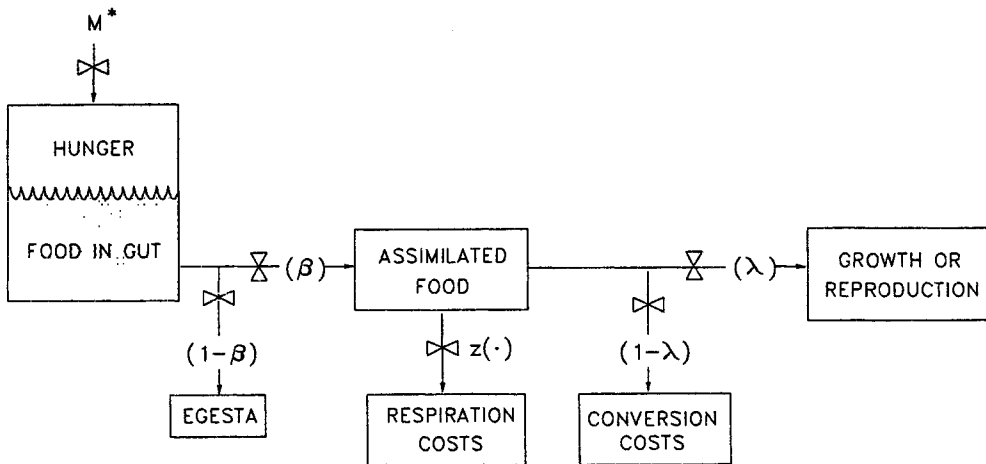 M*
HUNGER
FOOD IN GUT
(β)
ASSIMILATED
FOOD
(λ)
GROWTH OR
REPRODUCTION
(1-β)
z(·)
(1-λ)
EGESTA
RESPIRATION
COSTS
CONVERSION
COSTS